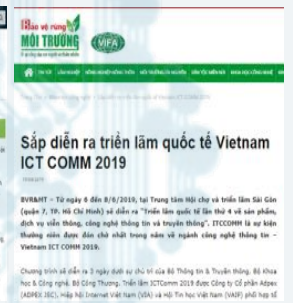 Bảo vệ rừng
MÔI TRƯỜNG
VIFA
Sắp diễn ra triển lãm quốc tế Vietnam
ICT COMM 2019
BVR&MT – Từ ngày 6 đến 8/6/2019, tại Trung tâm Hội chợ và triển lãm Sài Gòn
(quận 7, TP. Hồ Chí Minh) sẽ diễn ra "Triển lãm quốc tế lần thứ 4 về sản phẩm,
dịch vụ viễn thông, công nghệ thông tin và truyền thông". ITCCOMM là sự kiện
thường niên được đón chờ nhất trong năm về ngành công nghệ thông tin –
Vietnam ICT COMM 2019.
Chương trình sẽ diễn ra 3 ngày dưới sự chủ trì của Bộ Thông tin & Truyền thông, Bộ Khoa
học & Công nghệ, Bộ Công Thương. Triển lãm ICTComm 2019 được Công ty Cổ phần Adpex
(ADPEX JSC), Hiệp hội Internet Việt Nam (VIA) và Hội Tin học Việt Nam (VAIP) phối hợp tổ